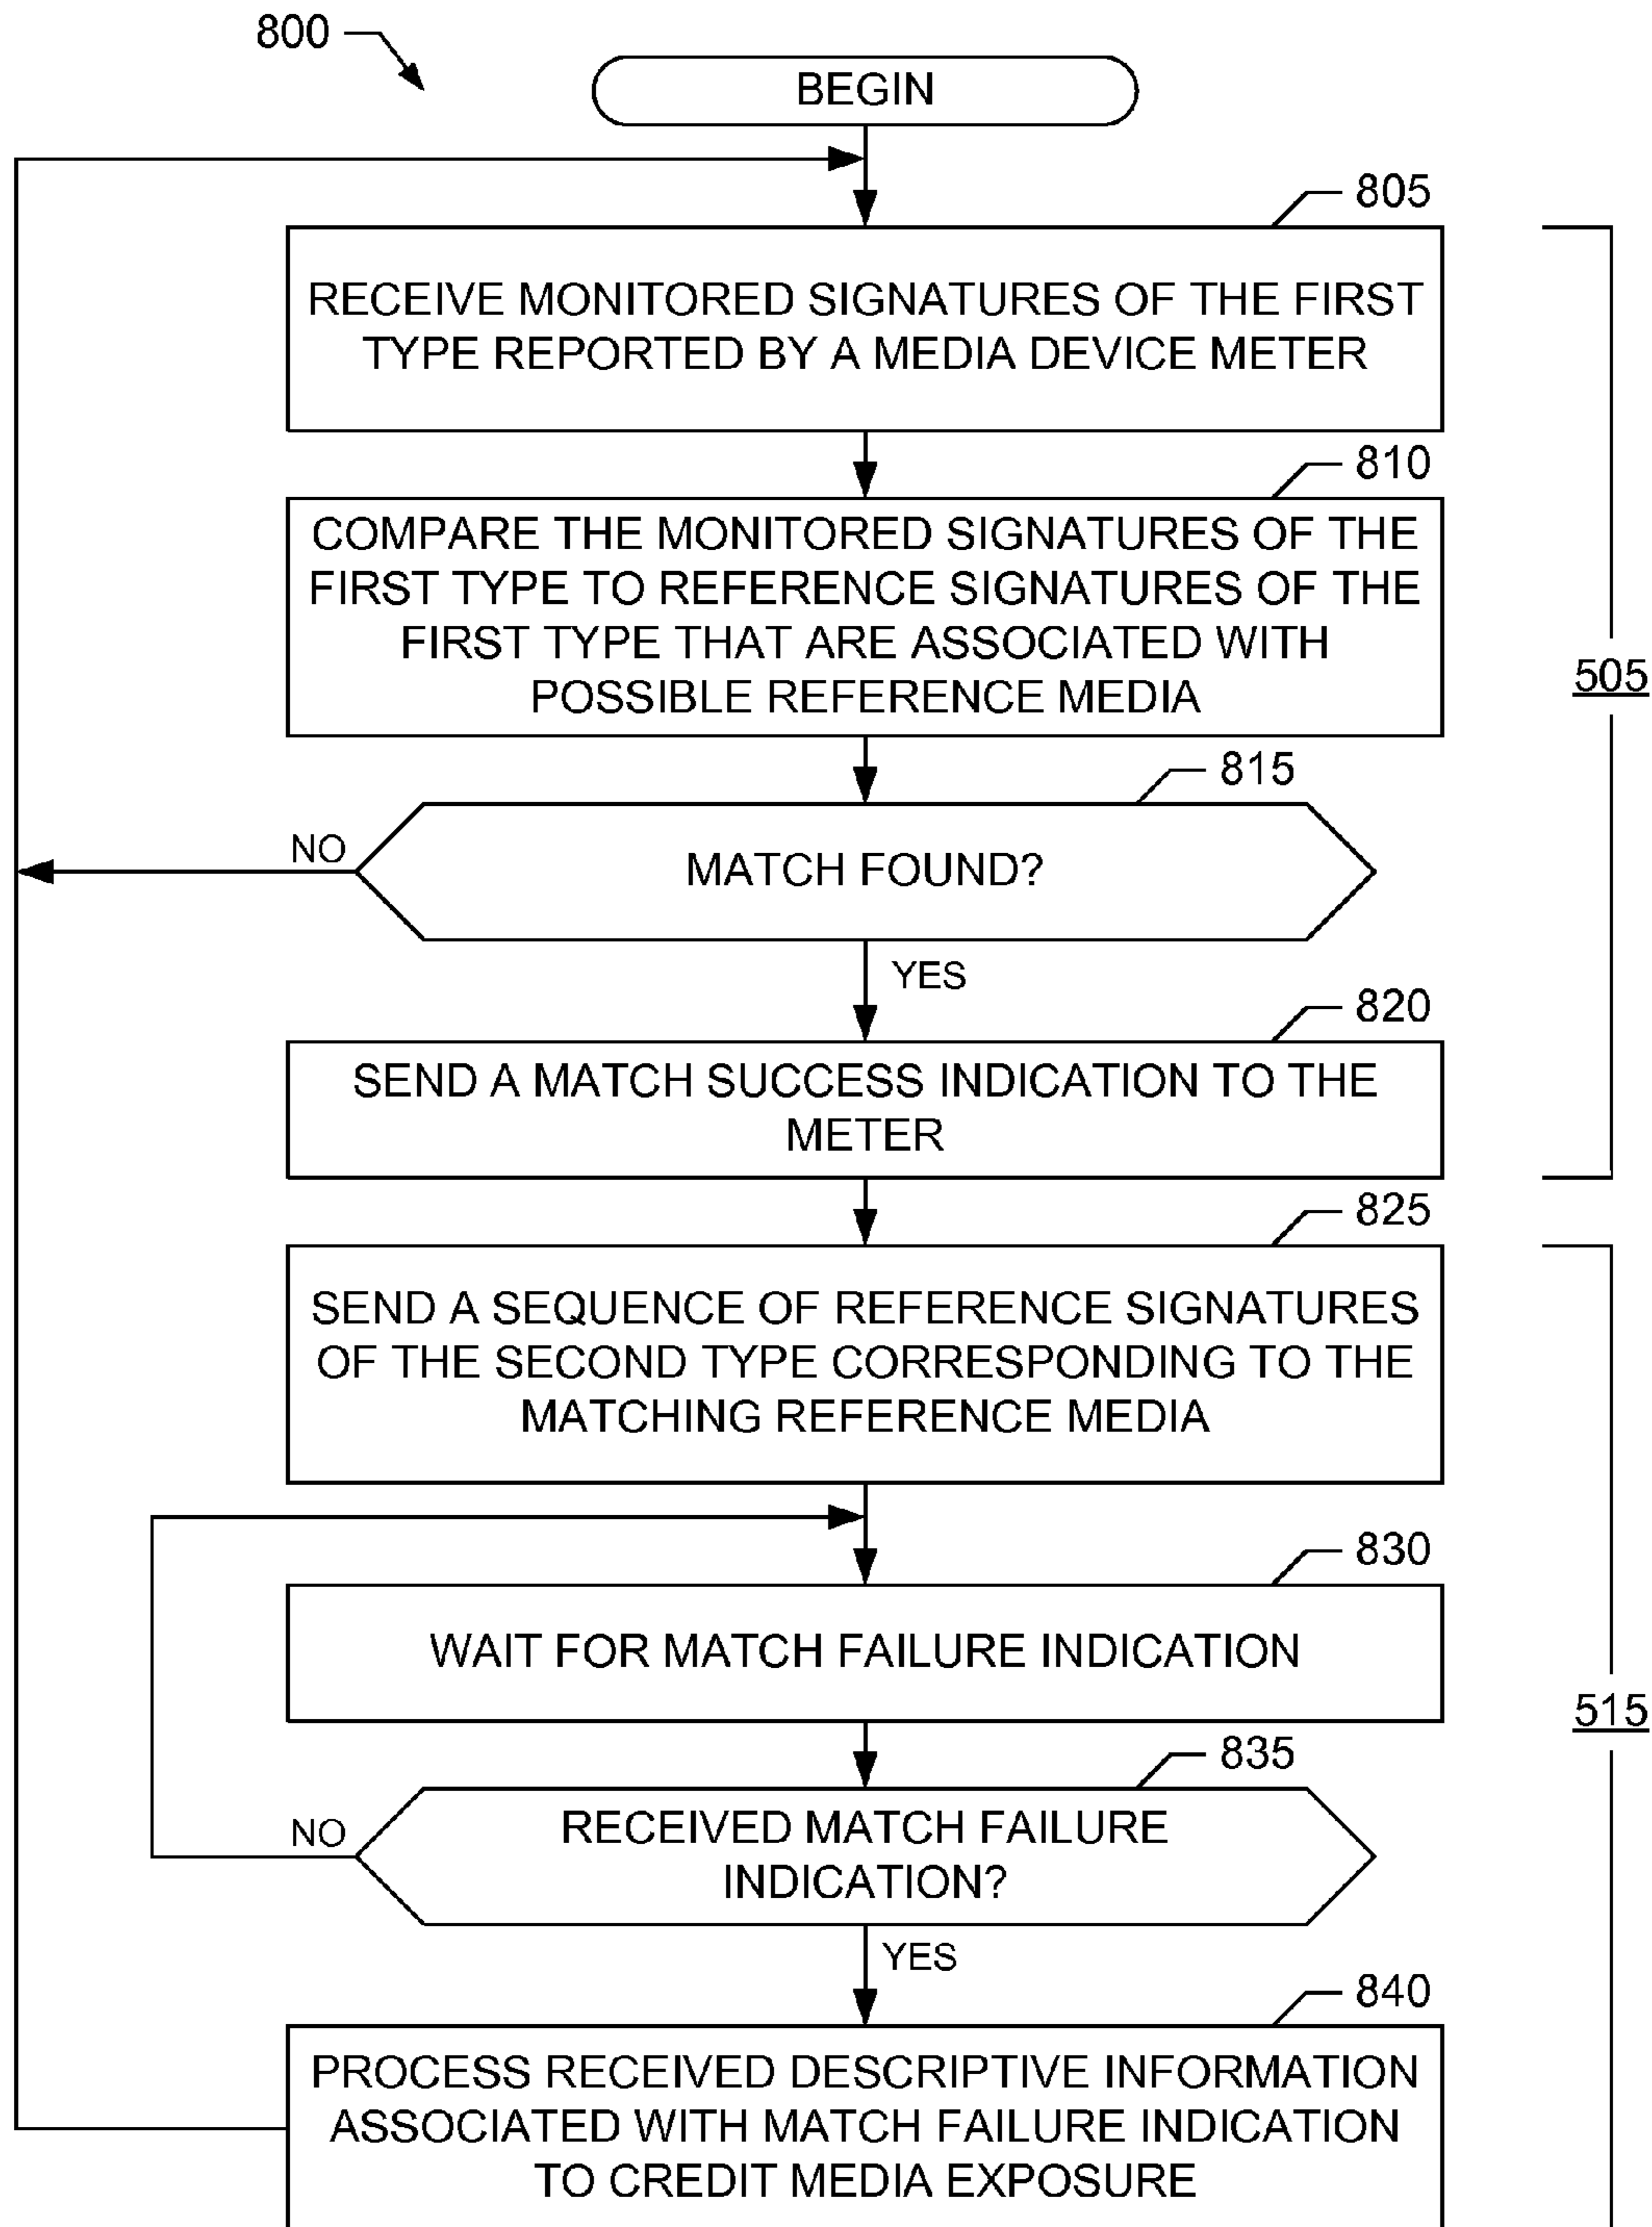 800
BEGIN
805
RECEIVE MONITORED SIGNATURES OF THE FIRST
TYPE REPORTED BY A MEDIA DEVICE METER
810
COMPARE THE MONITORED SIGNATURES OF THE
FIRST TYPE TO REFERENCE SIGNATURES OF THE
FIRST TYPE THAT ARE ASSOCIATED WITH
POSSIBLE REFERENCE MEDIA
505
815
NO
MATCH FOUND?
YES
820
SEND A MATCH SUCCESS INDICATION TO THE
METER
825
SEND A SEQUENCE OF REFERENCE SIGNATURES
OF THE SECOND TYPE CORRESPONDING TO THE
MATCHING REFERENCE MEDIA
830
WAIT FOR MATCH FAILURE INDICATION
515
835
NO
RECEIVED MATCH FAILURE
INDICATION?
YES
840
PROCESS RECEIVED DESCRIPTIVE INFORMATION
ASSOCIATED WITH MATCH FAILURE INDICATION
TO CREDIT MEDIA EXPOSURE